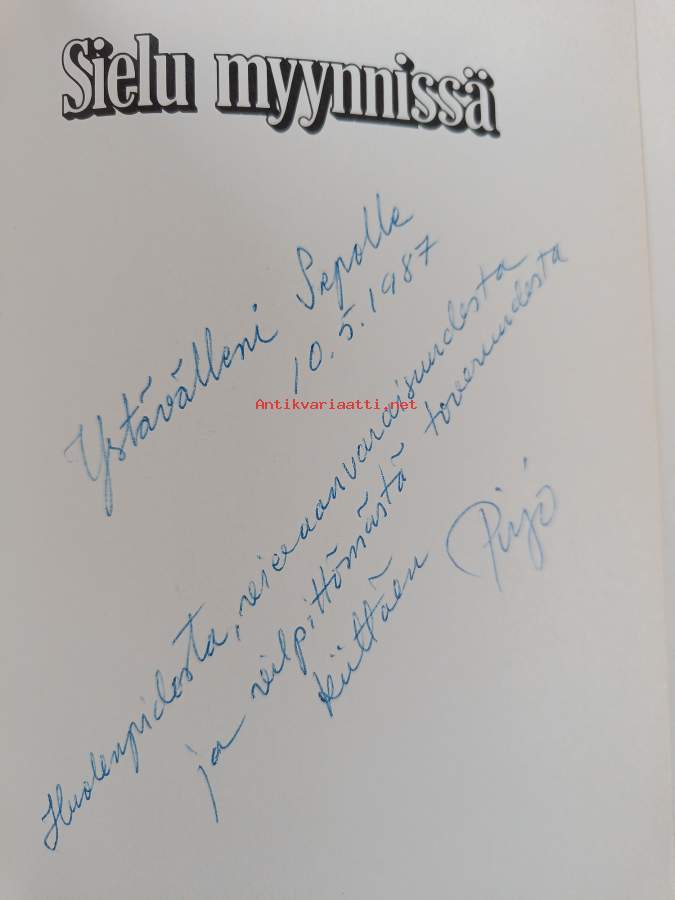 Sielu myynnissä
Ystävälleni Sepolle
10.5.1987
Antikvariaatti.net
Huolenpidosta, vieraanvaraisuudesta
ja vilpittömästä toveruudesta
kiittäen Pirjo